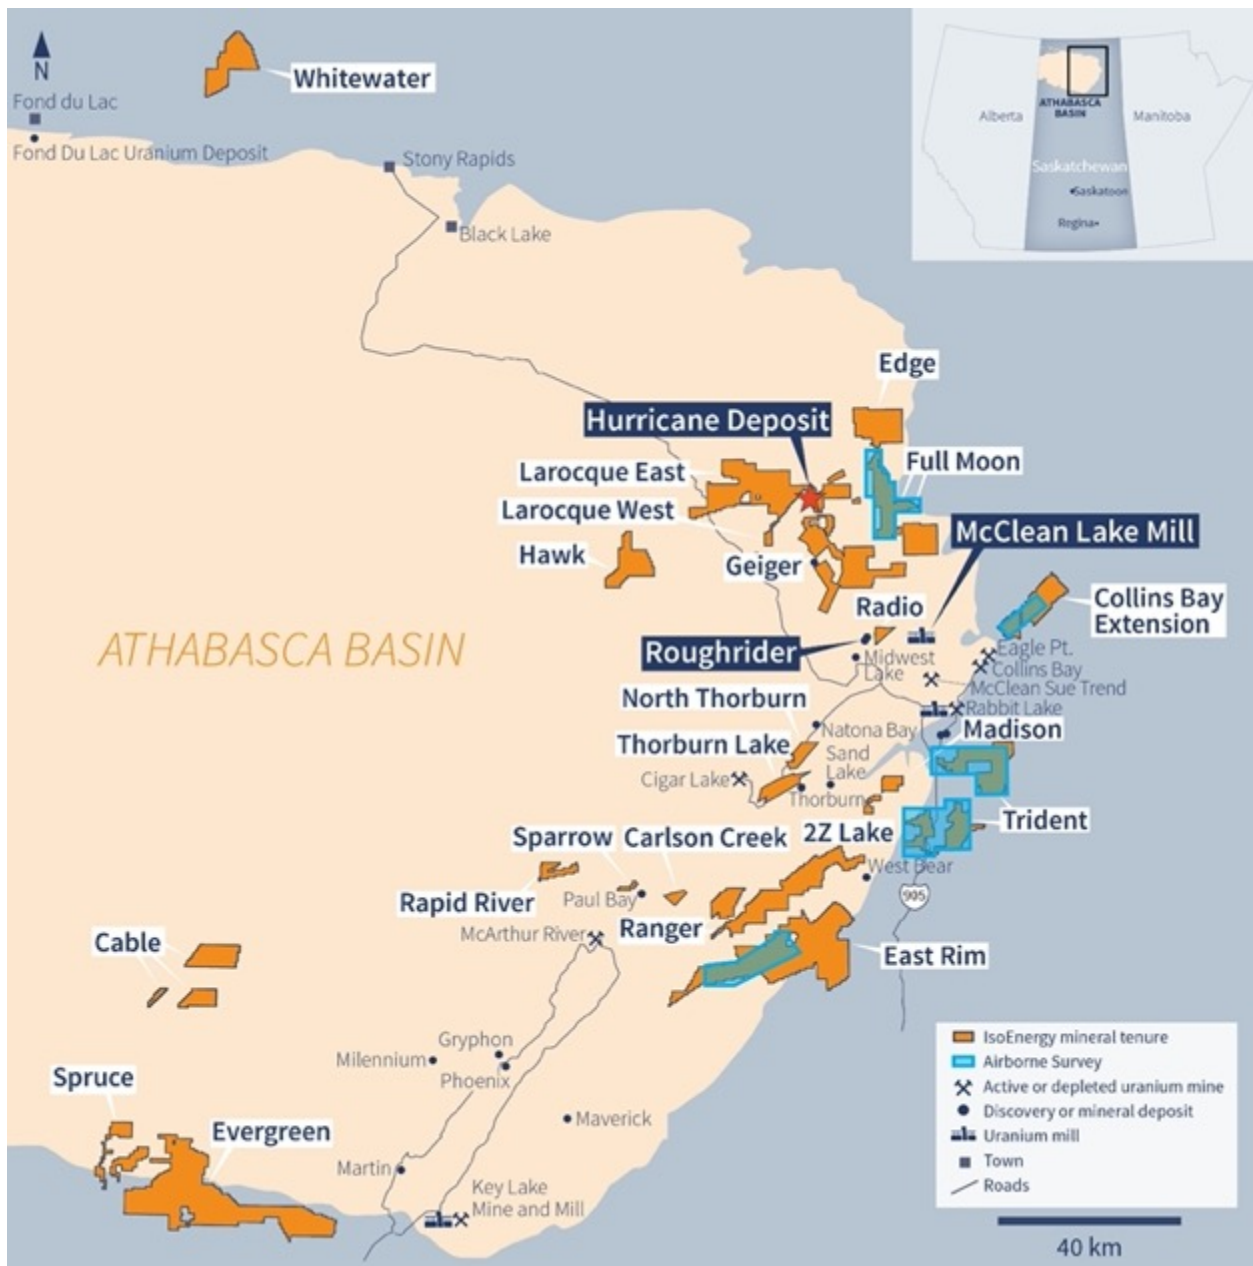 N
Whitewater
Fond du Lac
Fond Du Lac Uranium Deposit
Stony Rapids
Black Lake
ATHABASCA
BASIN
Alberta
Manitoba
Saskatchewan
Saskatoon
Regina
Edge
Hurricane Deposit
Full Moon
Larocque East
Larocque West
McClean Lake Mill
Hawk
Geiger
Collins Bay
Extension
Radio
ATHABASCA BASIN
Roughrider
Midwest
Lake
Eagle Pt.
Collins Bay
McClean Sue Trend
Rabbit Lake
North Thorburn
Natona Bay
Madison
Thorburn Lake
Sand
Lake
Cigar Lake
Thorburn
Trident
Sparrow
Carlson Creek
2Z Lake
West Bear
905
Rapid River
Paul Bay
Ranger
McArthur River
Cable
East Rim
Gryphon
Milennium
Phoenix
Spruce
Maverick
Evergreen
Martin
Key Lake
Mine and Mill
IsoEnergy mineral tenure
Airborne Survey
Active or depleted uranium mine
Discovery or mineral deposit
Uranium mill
Town
Roads
40 km